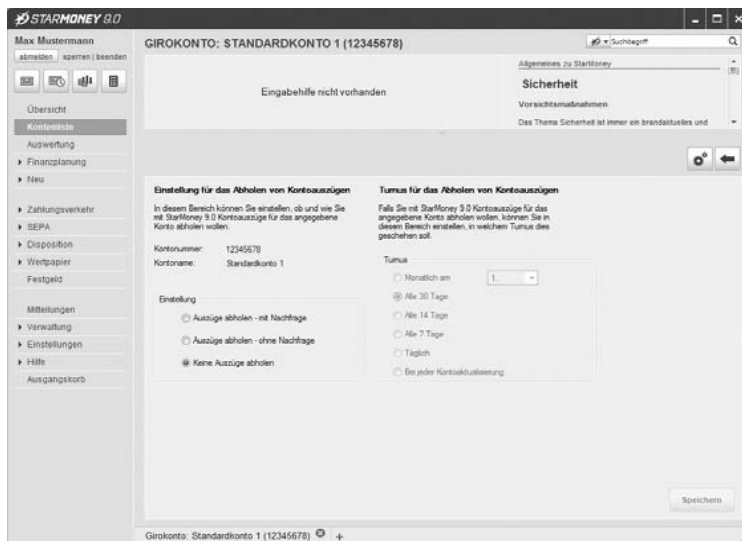 STARMONEY 9.0
Max Mustermann
abmelden sperren | beenden
Übersicht
Kontenliste
Auswertung
Finanzplanung
Neu
Zahlungsverkehr
SEPA
Disposition
Wertpapier
Festgeld
Mitteilungen
Verwaltung
Einstellungen
Hilfe
Ausgangskorb
GIROKONTO: STANDARDKONTO 1 (12345678)
Suchbegriff
Eingabehilfe nicht vorhanden
Allgemeines zu StarMoney
Sicherheit
Vorsichtsmaßnahmen
Das Thema Sicherheit ist immer ein brandaktuelles und
Einstellung für das Abholen von Kontoauszügen
In diesem Bereich können Sie einstellen, ob und wie Sie
mit StarMoney 9.0 Kontoauszüge für das angegebene
Konto abholen wollen.
Kontonummer: 12345678
Kontoname: Standardkonto 1
Einstellung
Auszüge abholen - mit Nachfrage
Auszüge abholen - ohne Nachfrage
Keine Auszüge abholen
Turnus für das Abholen von Kontoauszügen
Falls Sie mit StarMoney 9.0 Kontoauszüge für das
angegebene Konto abholen wollen, können Sie in
diesem Bereich einstellen, in welchem Turnus dies
geschehen soll.
Turnus
Monatlich am 1.
Alle 30 Tage
Alle 14 Tage
Alle 7 Tage
Täglich
Bei jeder Kontoaktualisierung
Speichern
Girokonto: Standardkonto 1 (12345678)